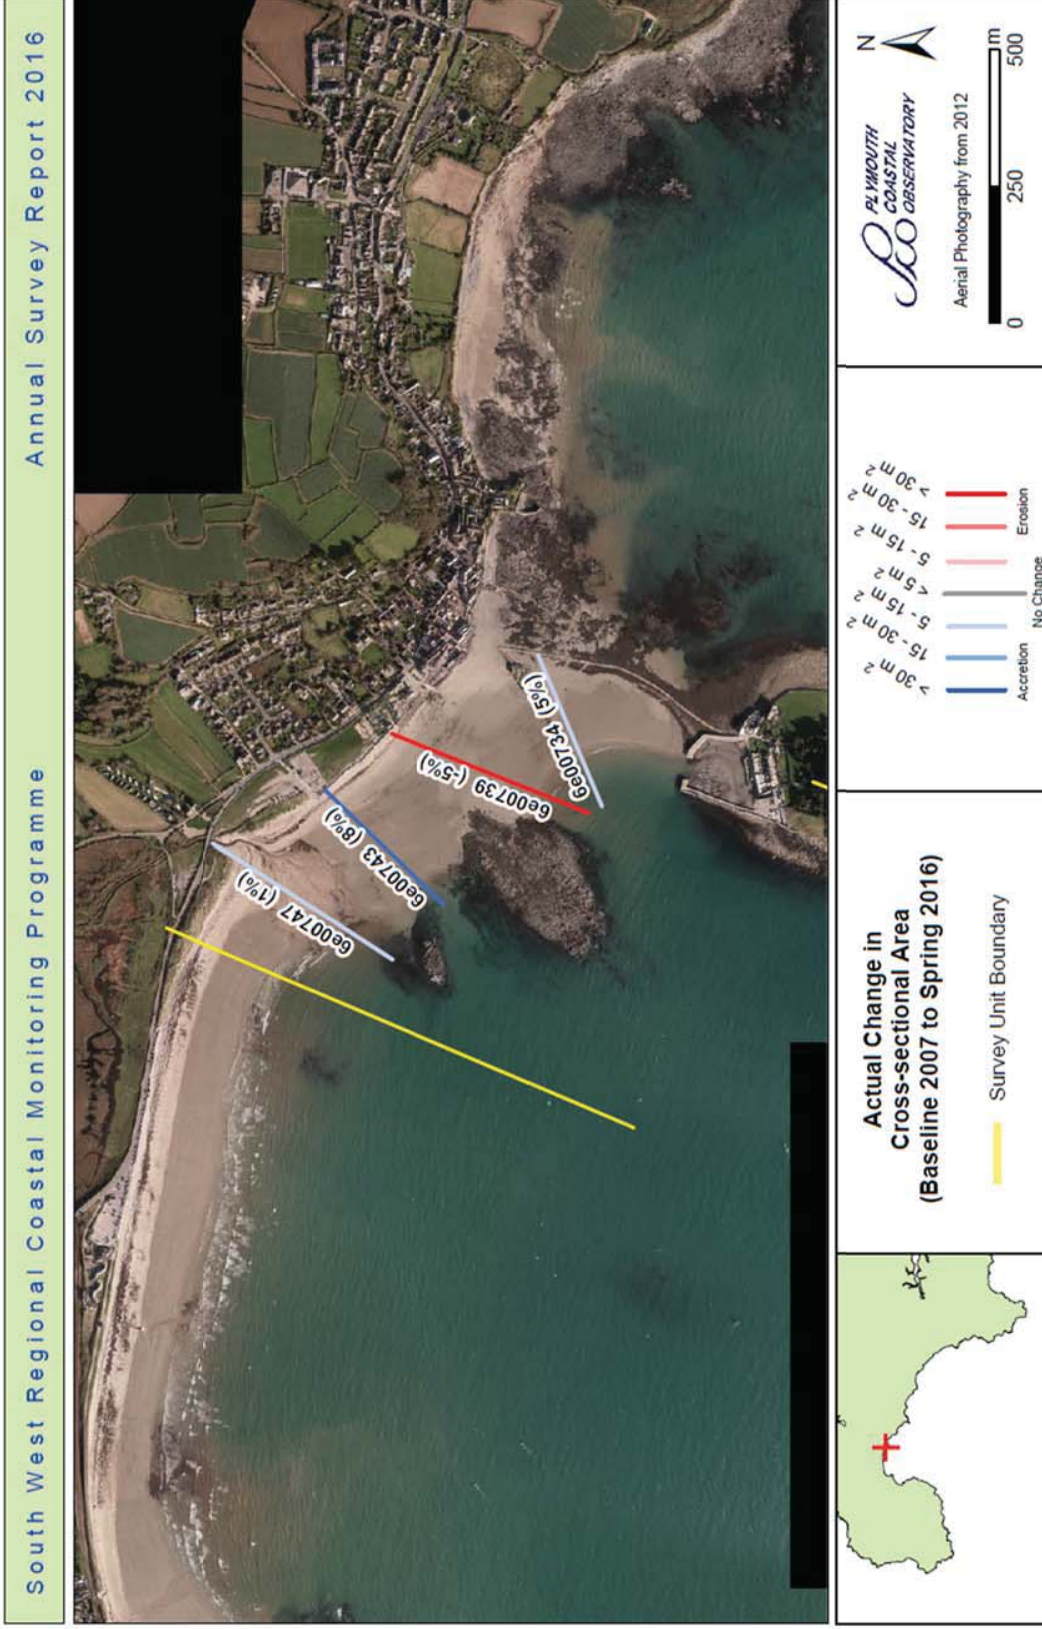 South West Regional Coastal Monitoring Programme Annual Survey Report 2016
6e00747 (1%)
6e00743 (8%)
6e00739 (-5%)
6e00734 (5%)
Actual Change in
Cross-sectional Area
(Baseline 2007 to Spring 2016)
Survey Unit Boundary
> 30 m²
15 - 30 m²
5 - 15 m²
< 5 m²
5 - 15 m²
15 - 30 m²
> 30 m²
Accretion
No Change
Erosion
N
PCO
PLYMOUTH
COASTAL
OBSERVATORY
Aerial Photography from 2012
0 250 500 m